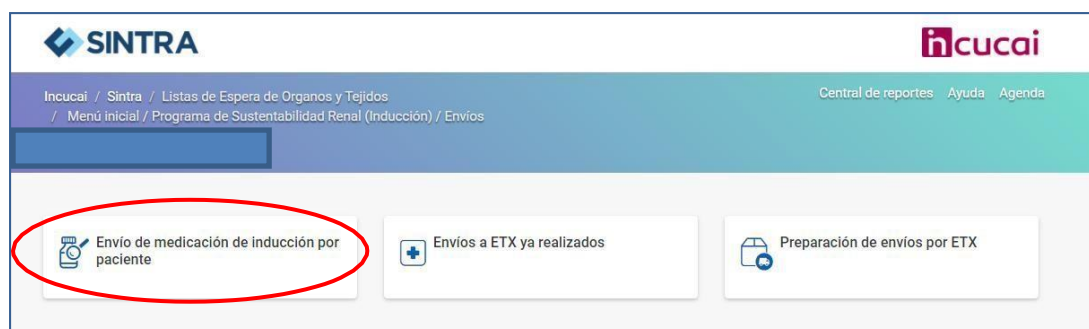 SINTRA
incucai
Incucai / Sintra / Listas de Espera de Organos y Tejidos
/ Menú inicial / Programa de Sustentabilidad Renal (Inducción) / Envíos
Central de reportes Ayuda Agenda
Envío de medicación de inducción por
paciente
Envíos a ETX ya realizados
Preparación de envíos por ETX